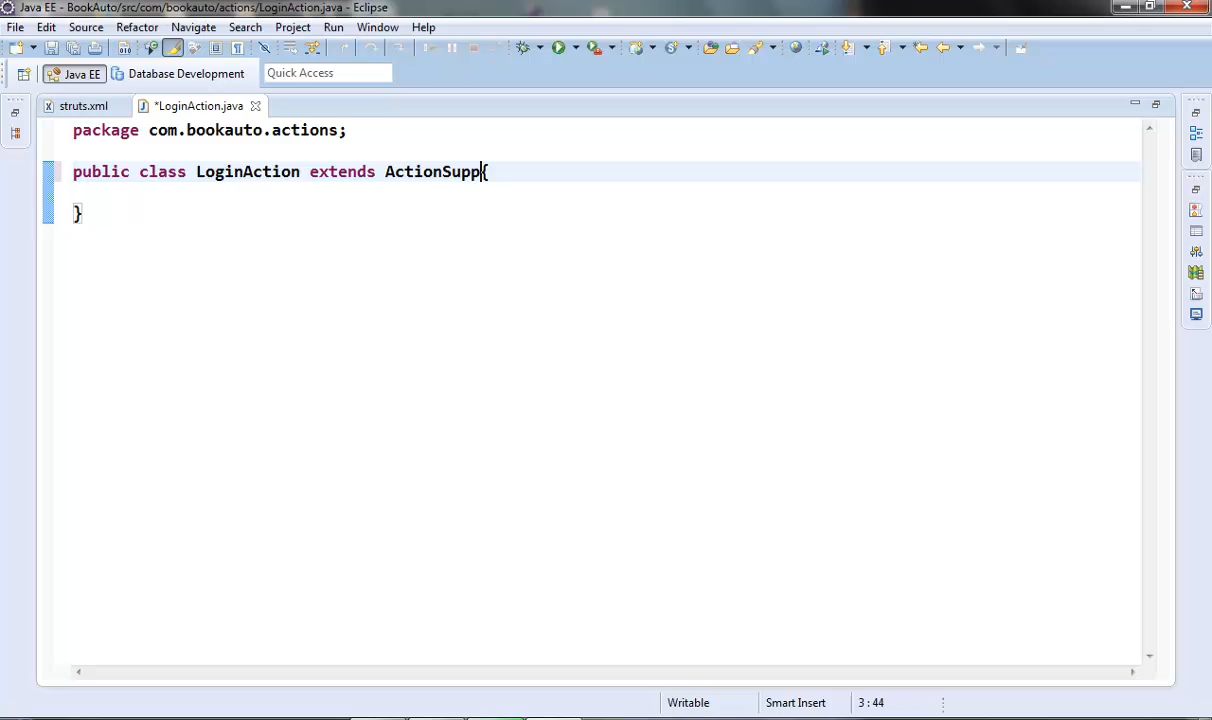 Java EE - BookAuto/src/com/bookauto/actions/LoginAction.java - Eclipse
File Edit Source Refactor Navigate Search Project Run Window Help
Java EE Database Development Quick Access
struts.xml *LoginAction.java
package com.bookauto.actions;
public class LoginAction extends ActionSupp{
}
Writable Smart Insert 3 : 44